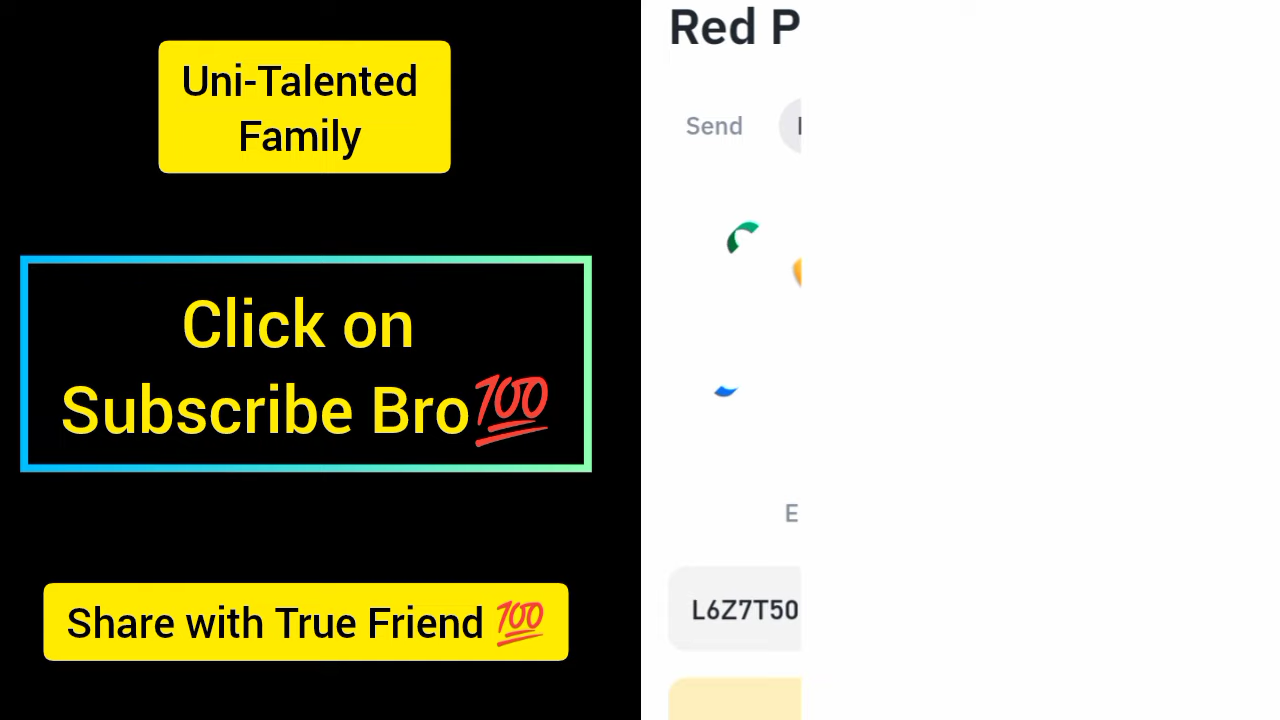 Uni-Talented
Family
Click on
Subscribe Bro💯
Share with True Friend 💯
Red P
Send
E
L6Z7T50